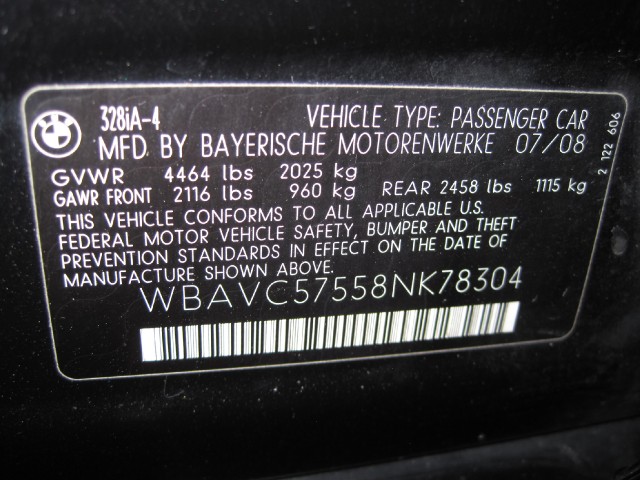 BMW
328iA-4 VEHICLE TYPE: PASSENGER CAR
MFD BY BAYERISCHE MOTORENWERKE 07/08
GVWR 4464 lbs 2025 kg
GAWR FRONT 2116 lbs 960 kg REAR 2458 lbs 1115 kg
THIS VEHICLE CONFORMS TO ALL APPLICABLE U.S.
FEDERAL MOTOR VEHICLE SAFETY, BUMPER AND THEFT
PREVENTION STANDARDS IN EFFECT ON THE DATE OF
MANUFACTURE SHOWN ABOVE.
WBAVC57558NK78304
2 122 606